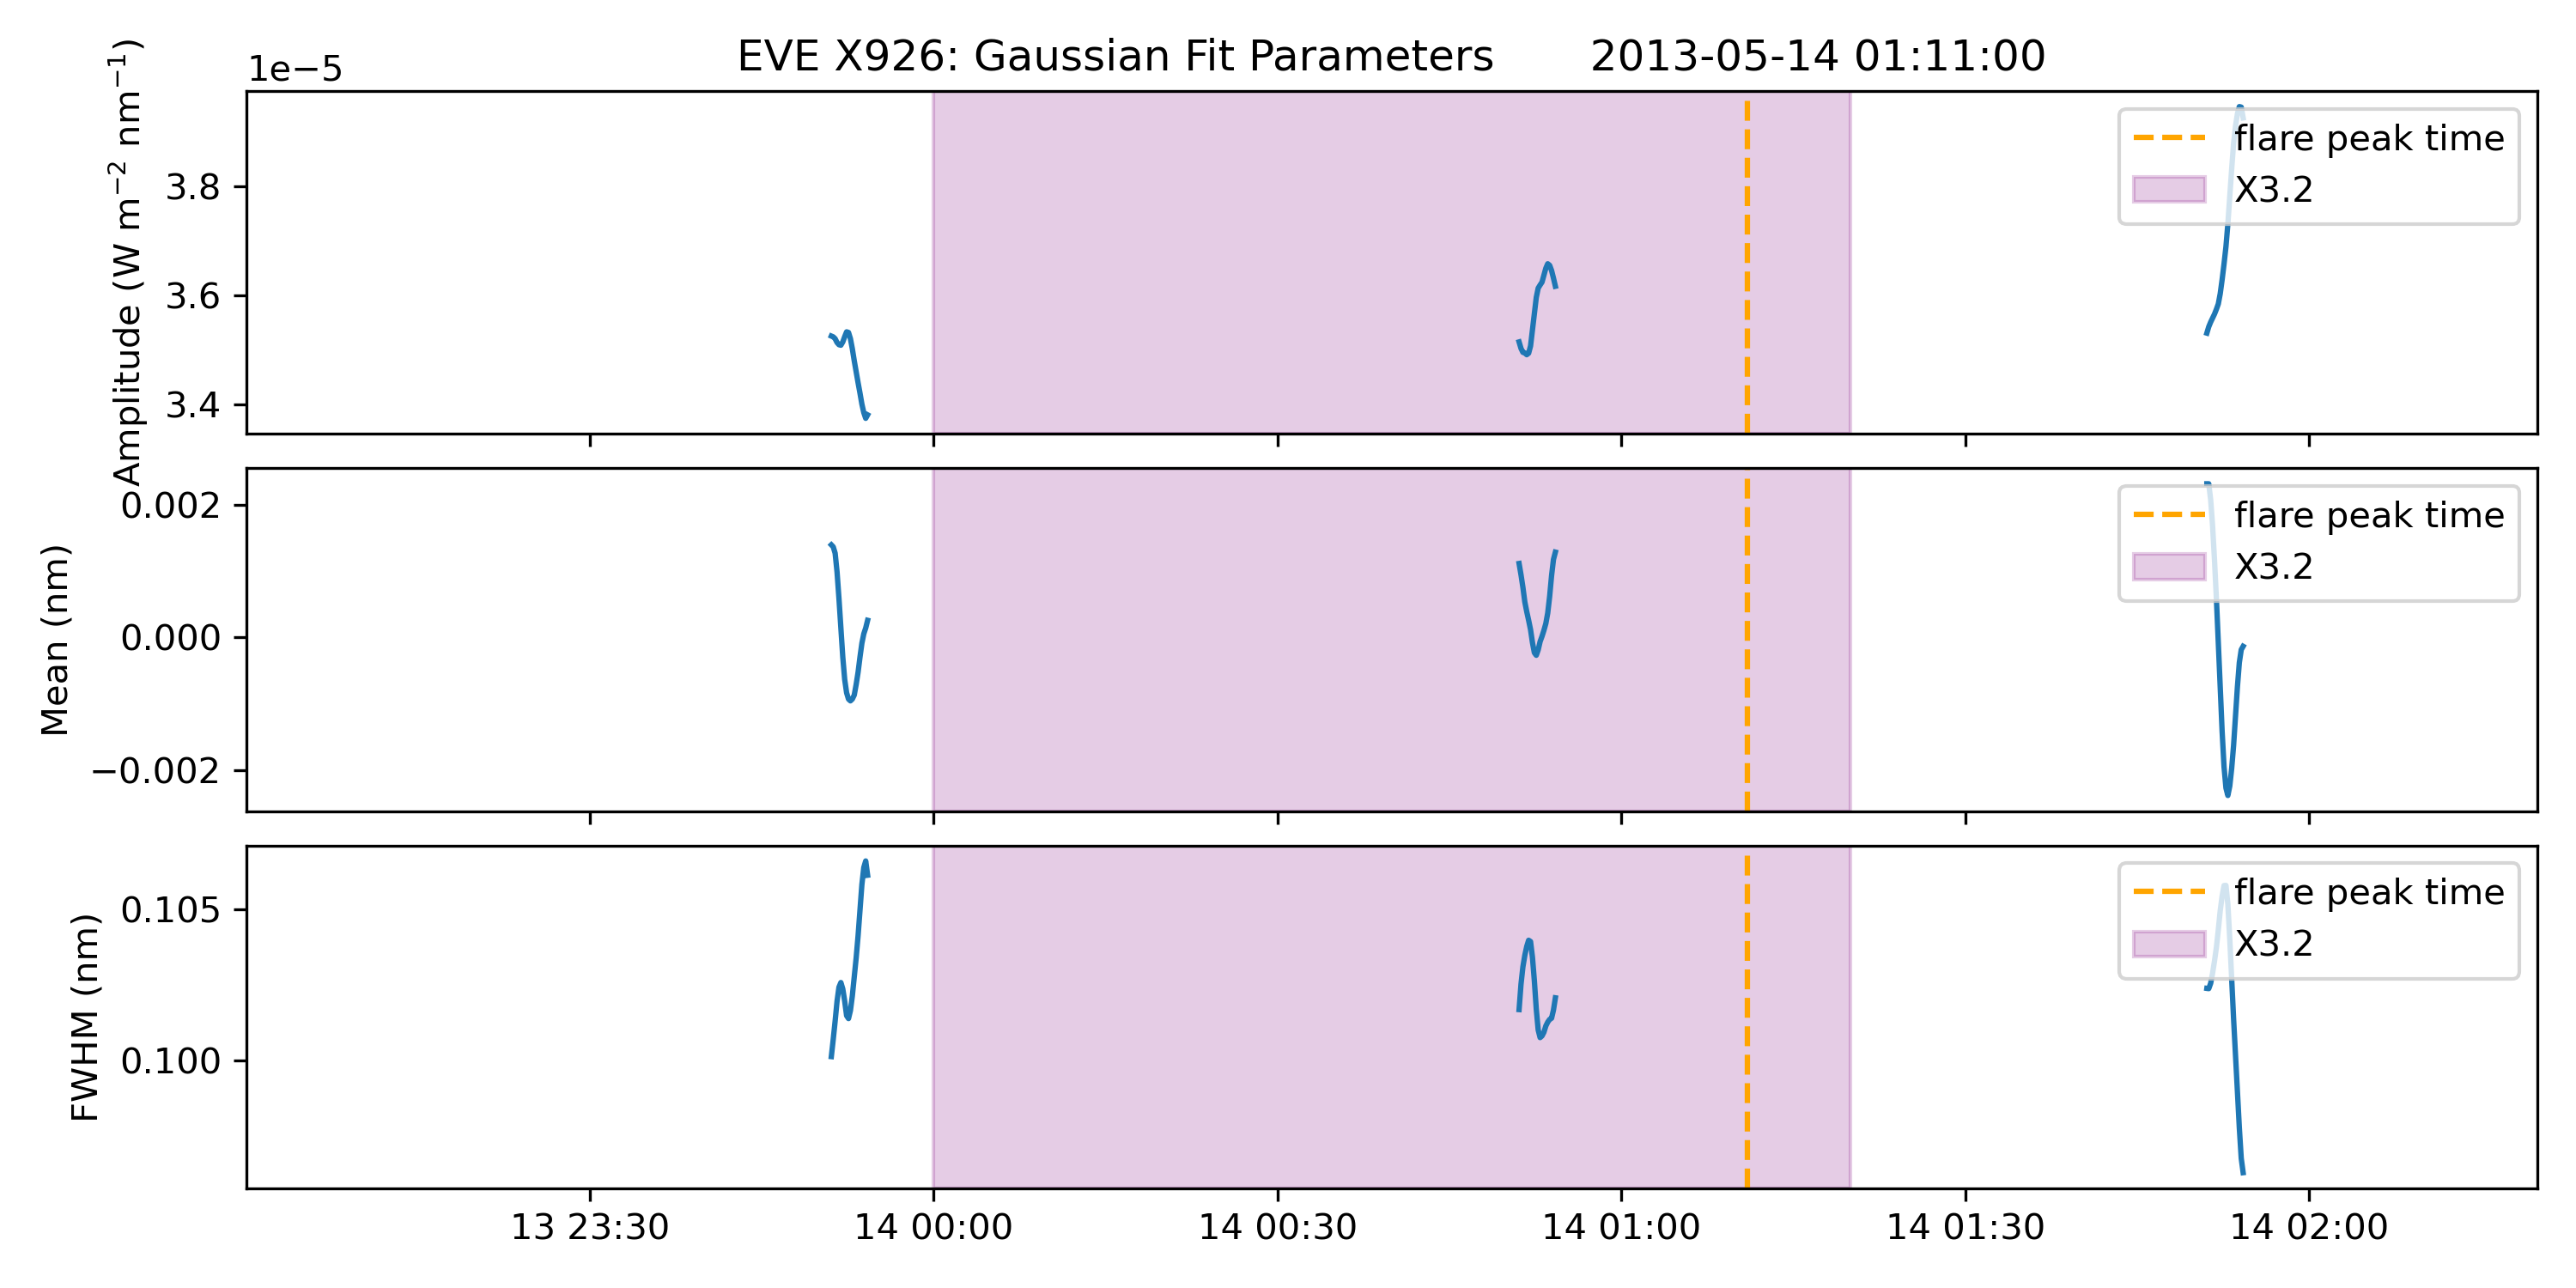 EVE X926: Gaussian Fit Parameters 2013-05-14 01:11:00
1e−5
Amplitude (W m⁻² nm⁻¹)
3.8
3.6
3.4
flare peak time
X3.2
Mean (nm)
0.002
0.000
−0.002
flare peak time
X3.2
FWHM (nm)
0.105
0.100
flare peak time
X3.2
13 23:30 14 00:00 14 00:30 14 01:00 14 01:30 14 02:00